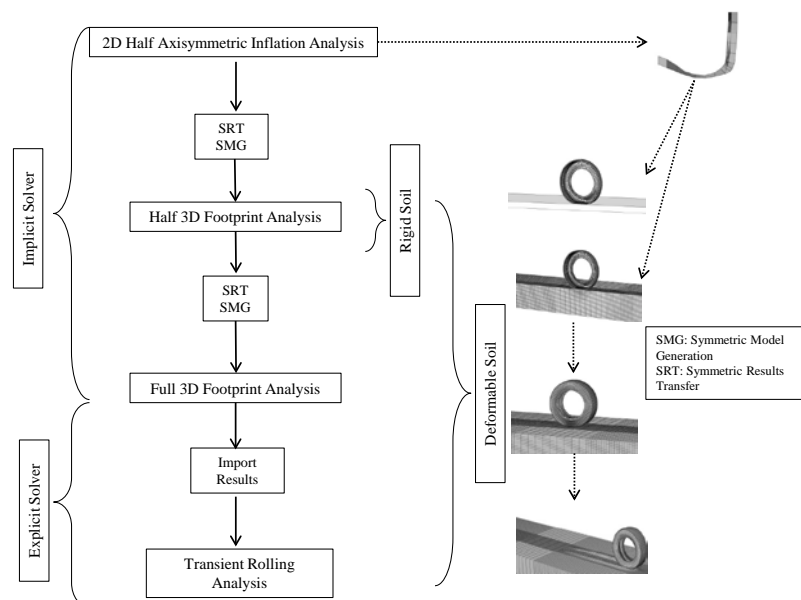 2D Half Axisymmetric Inflation Analysis
SRT
SMG
Half 3D Footprint Analysis
SRT
SMG
Full 3D Footprint Analysis
Import
Results
Transient Rolling
Analysis
Implicit Solver
Explicit Solver
Rigid Soil
Deformable Soil
SMG: Symmetric Model
Generation
SRT: Symmetric Results
Transfer